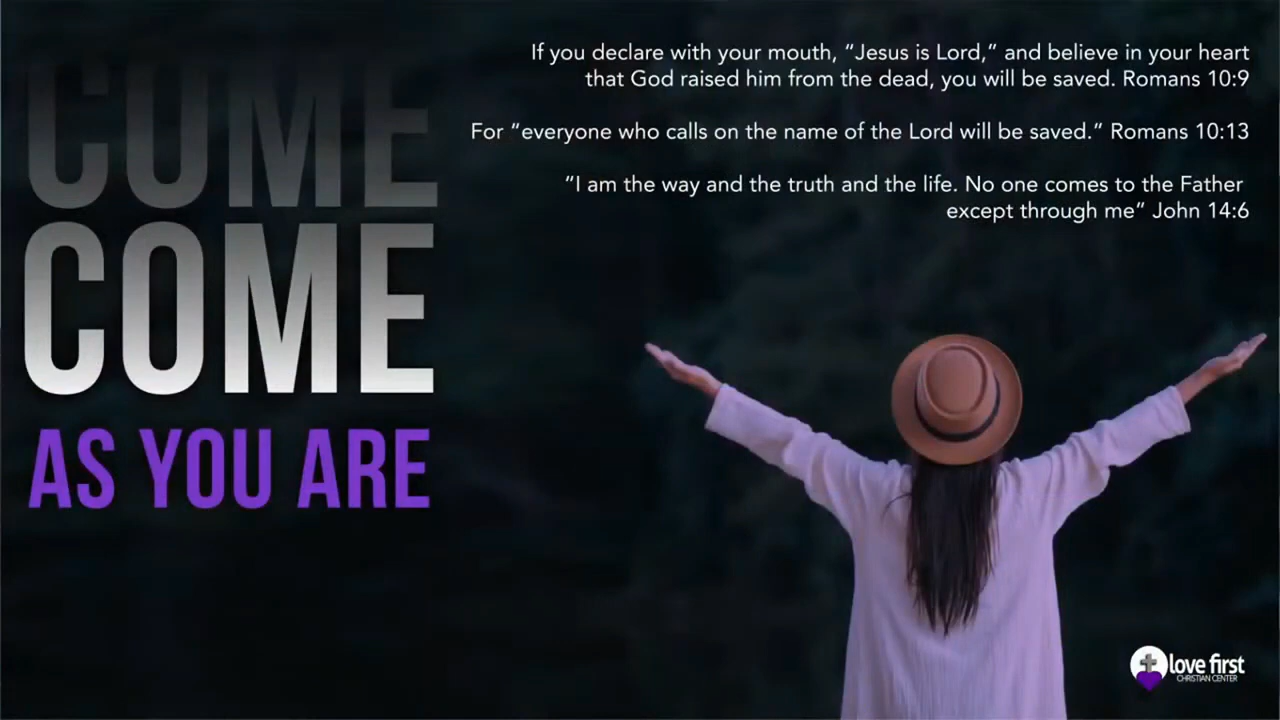 COME
COME
AS YOU ARE
If you declare with your mouth, “Jesus is Lord,” and believe in your heart
that God raised him from the dead, you will be saved. Romans 10:9
For “everyone who calls on the name of the Lord will be saved.” Romans 10:13
“I am the way and the truth and the life. No one comes to the Father
except through me” John 14:6
love first
CHRISTIAN CENTER